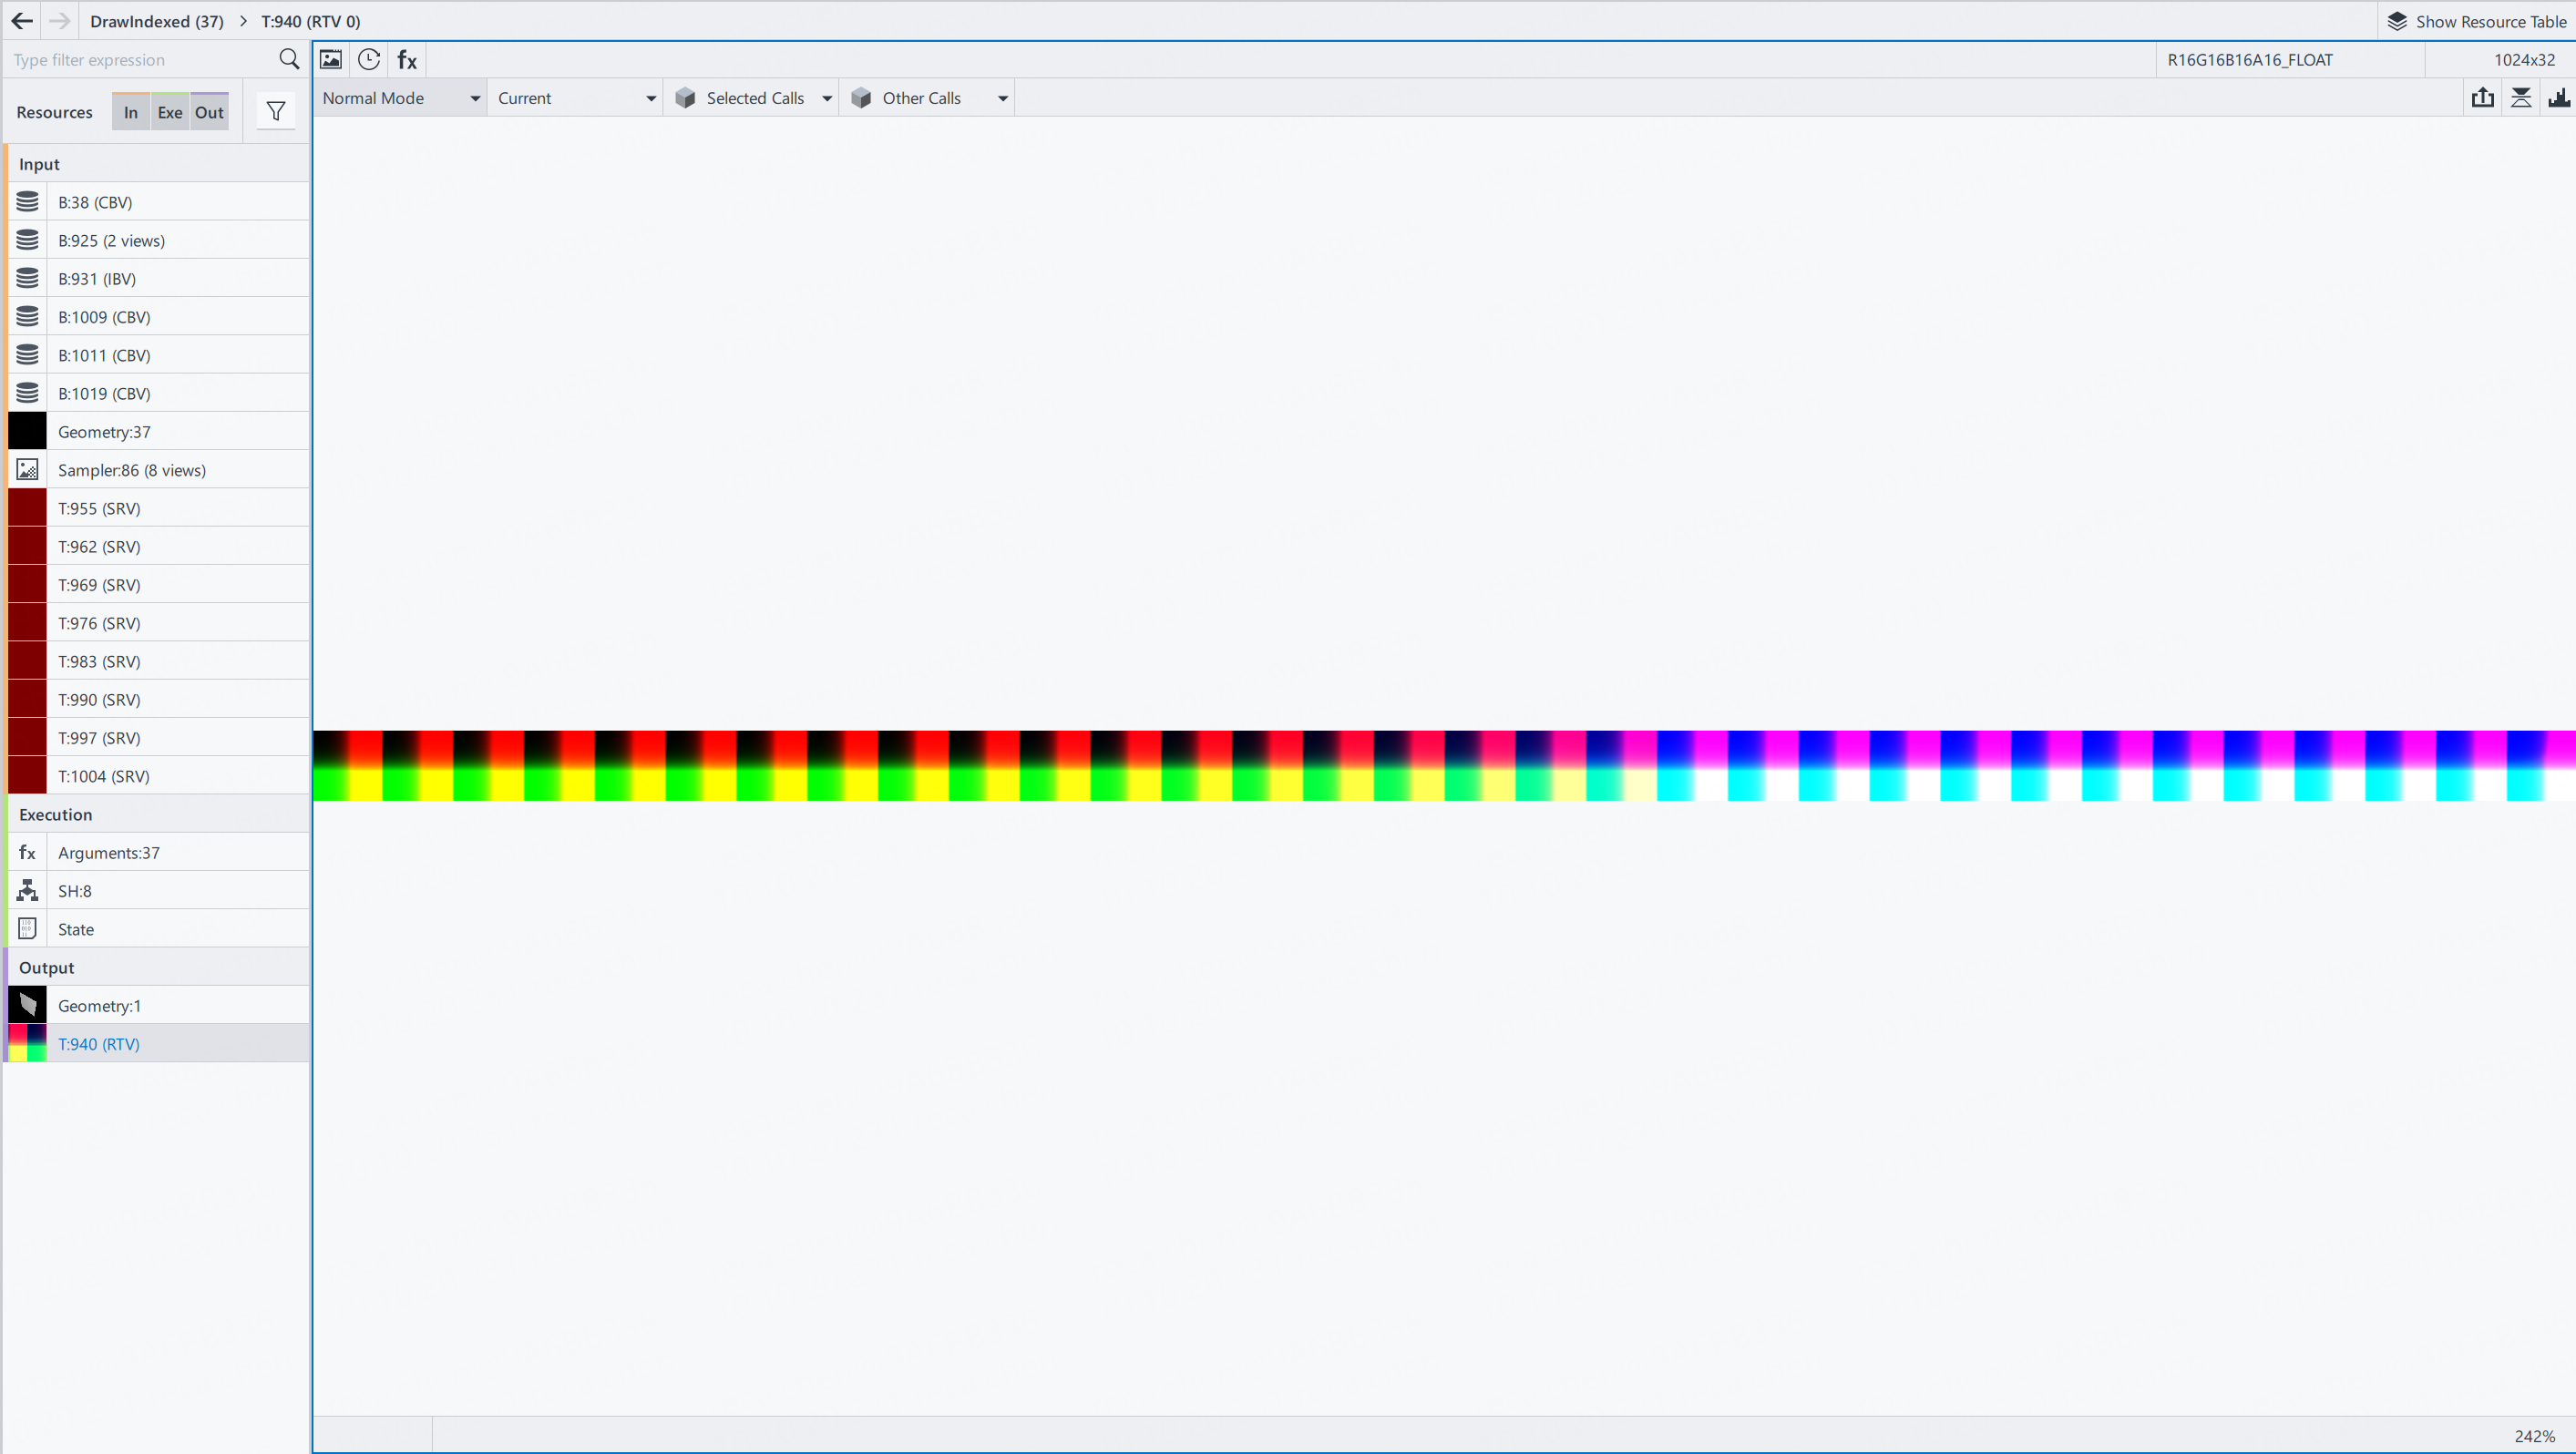 DrawIndexed (37) > T:940 (RTV 0)
Show Resource Table
Type filter expression
fx
R16G16B16A16_FLOAT
1024x32
Resources In Exe Out
Normal Mode
Current
Selected Calls
Other Calls
Input
B:38 (CBV)
B:925 (2 views)
B:931 (IBV)
B:1009 (CBV)
B:1011 (CBV)
B:1019 (CBV)
Geometry:37
Sampler:86 (8 views)
T:955 (SRV)
T:962 (SRV)
T:969 (SRV)
T:976 (SRV)
T:983 (SRV)
T:990 (SRV)
T:997 (SRV)
T:1004 (SRV)
Execution
fx Arguments:37
SH:8
State
Output
Geometry:1
T:940 (RTV)
242%